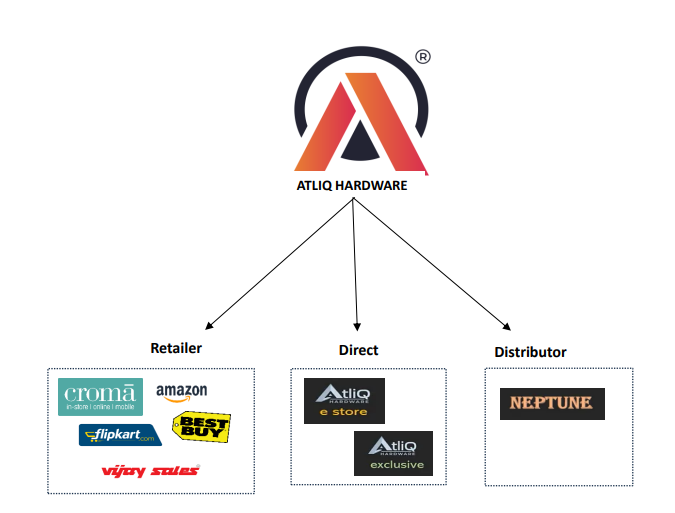 ®
ATLIQ HARDWARE
Retailer
Direct
Distributor
cromā
in-store | online | mobile
amazon
flipkart.com
BEST
BUY
vijay sales®
AtliQ
HARDWARE
e store
AtliQ
HARDWARE
exclusive
NEPTUNE